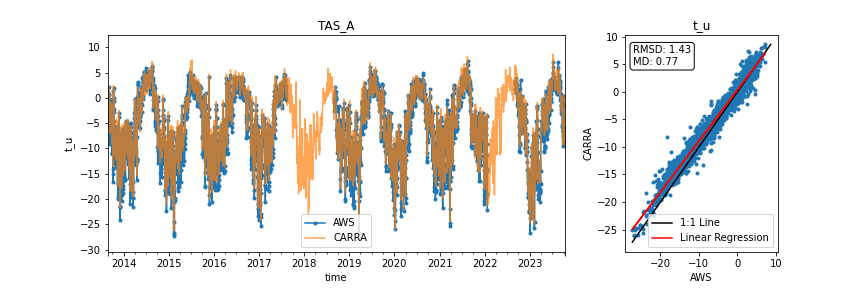 TAS_A
t_u
10
5
0
−5
−10
−15
−20
−25
−30
t_u
2014 2015 2016 2017 2018 2019 2020 2021 2022 2023
time
AWS
CARRA
10
5
0
−5
−10
−15
−20
−25
CARRA
RMSD: 1.43
MD: 0.77
1:1 Line
Linear Regression
−20 −10 0 10
AWS